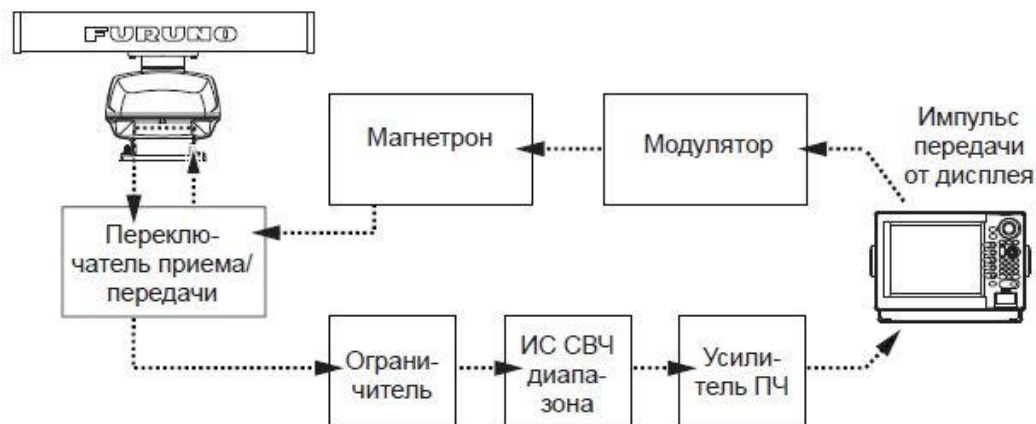 FURUNO
Магнетрон
Модулятор
Импульс
передачи
от дисплея
Переклю-
чатель приема/
передачи
Ограни-
читель
ИС СВЧ
диапа-
зона
Усили-
тель ПЧ